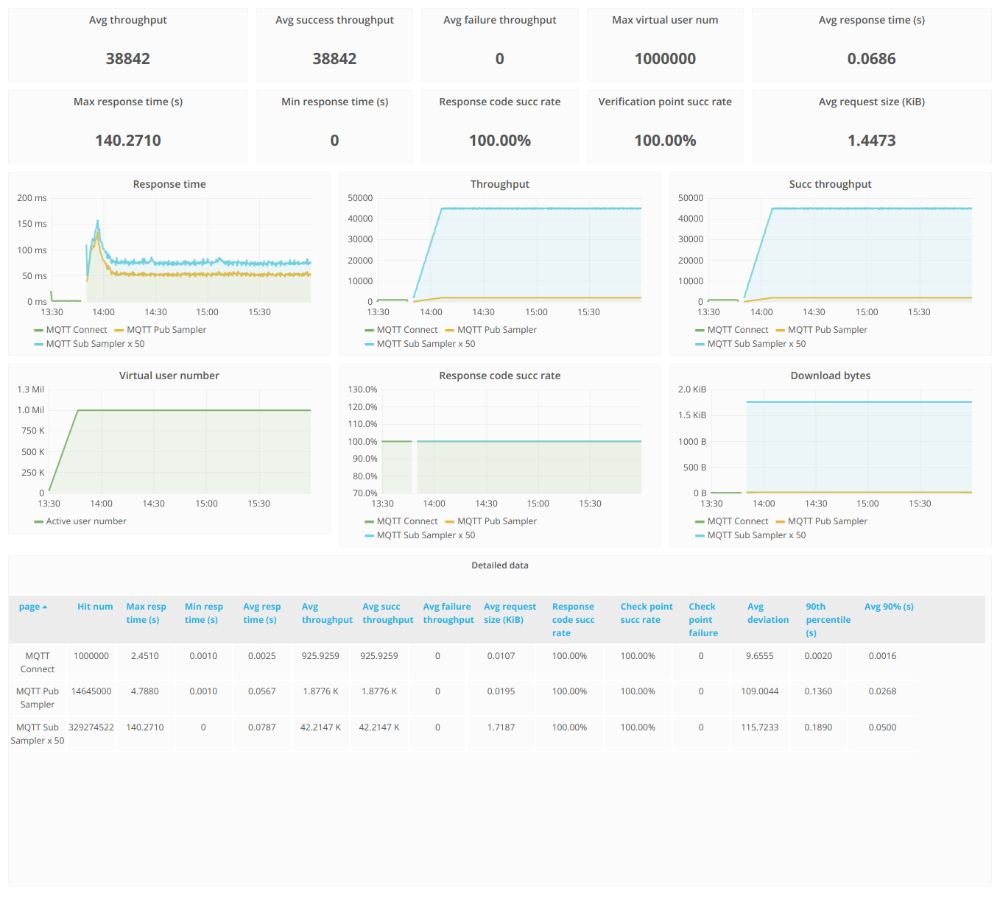 Avg throughput
38842
Avg success throughput
38842
Avg failure throughput
0
Max virtual user num
1000000
Avg response time (s)
0.0686
Max response time (s)
140.2710
Min response time (s)
0
Response code succ rate
100.00%
Verification point succ rate
100.00%
Avg request size (KiB)
1.4473
Response time
200 ms
150 ms
100 ms
50 ms
0 ms
13:30 14:00 14:30 15:00 15:30
MQTT Connect MQTT Pub Sampler
MQTT Sub Sampler x 50
Throughput
50000
40000
30000
20000
10000
0
13:30 14:00 14:30 15:00 15:30
MQTT Connect MQTT Pub Sampler
MQTT Sub Sampler x 50
Succ throughput
50000
40000
30000
20000
10000
0
13:30 14:00 14:30 15:00 15:30
MQTT Connect MQTT Pub Sampler
MQTT Sub Sampler x 50
Virtual user number
1.3 Mil
1.0 Mil
750 K
500 K
250 K
0
13:30 14:00 14:30 15:00 15:30
Active user number
Response code succ rate
130.0%
120.0%
110.0%
100.0%
90.0%
80.0%
70.0%
13:30 14:00 14:30 15:00 15:30
MQTT Connect MQTT Pub Sampler
MQTT Sub Sampler x 50
Download bytes
2.0 KiB
1.5 KiB
1000 B
500 B
0 B
13:30 14:00 14:30 15:00 15:30
MQTT Connect MQTT Pub Sampler
MQTT Sub Sampler x 50
Detailed data
page Hit num Max resp Min resp Avg resp Avg Avg succ Avg failure Avg request Response Check point Check Avg 90th Avg 90% (s)
time (s) time (s) time (s) throughput throughput throughput size (KiB) code succ succ rate point deviation percentile
rate failure (s)
MQTT 1000000 2.4510 0.0010 0.0025 925.9259 925.9259 0 0.0107 100.00% 100.00% 0 9.6555 0.0020 0.0016
Connect
MQTT Pub 14645000 4.7880 0.0010 0.0567 1.8776 K 1.8776 K 0 0.0195 100.00% 100.00% 0 109.0044 0.1360 0.0268
Sampler
MQTT Sub 329274522 140.2710 0 0.0787 42.2147 K 42.2147 K 0 1.7187 100.00% 100.00% 0 115.7233 0.1890 0.0500
Sampler x 50